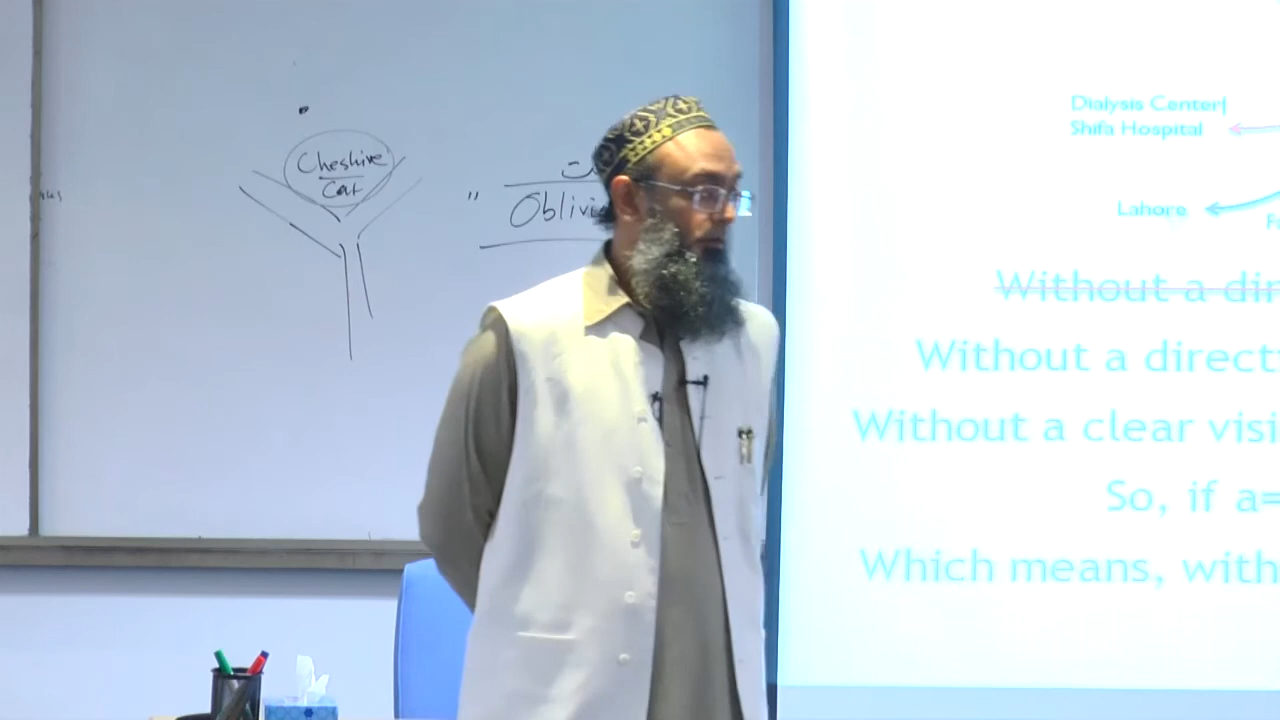 Cheshire
Cat
"
Dialysis Center
Shifa Hospital
Lahore
Without a dir
Without a direct
Without a clear visi
So, if a=
Which means, with